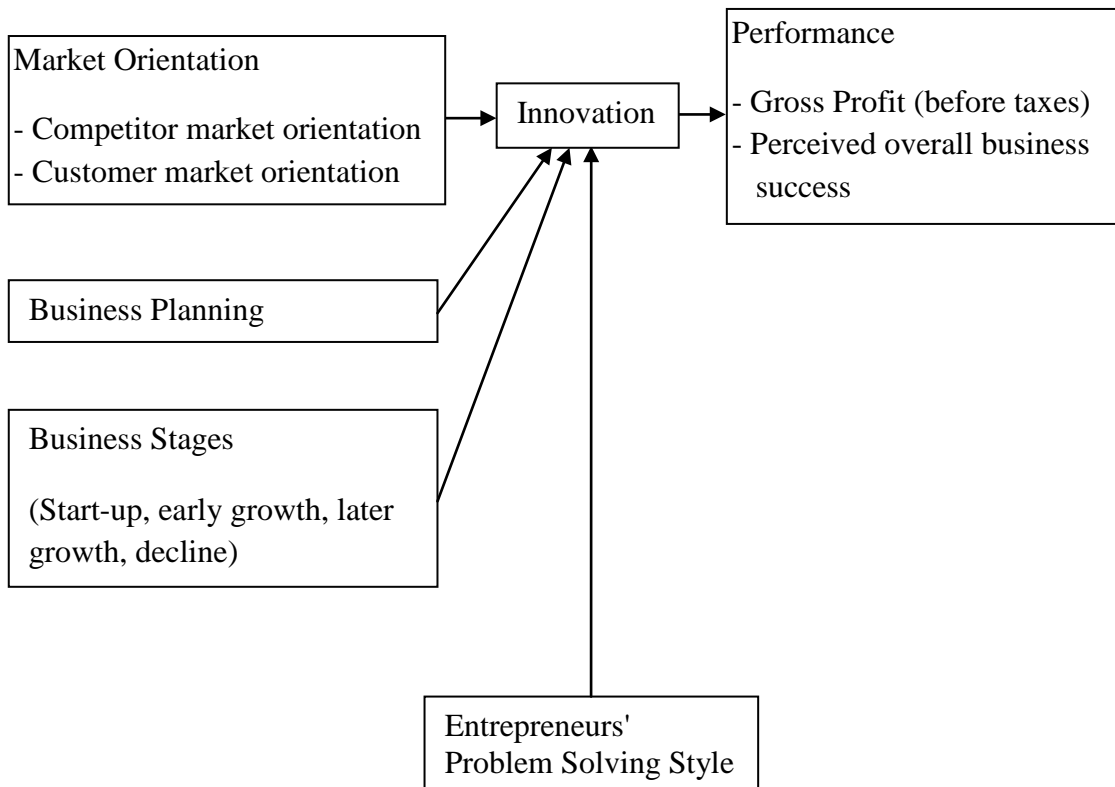 Market Orientation
- Competitor market orientation
- Customer market orientation
Innovation
Performance
- Gross Profit (before taxes)
- Perceived overall business
success
Business Planning
Business Stages
(Start-up, early growth, later
growth, decline)
Entrepreneurs'
Problem Solving Style